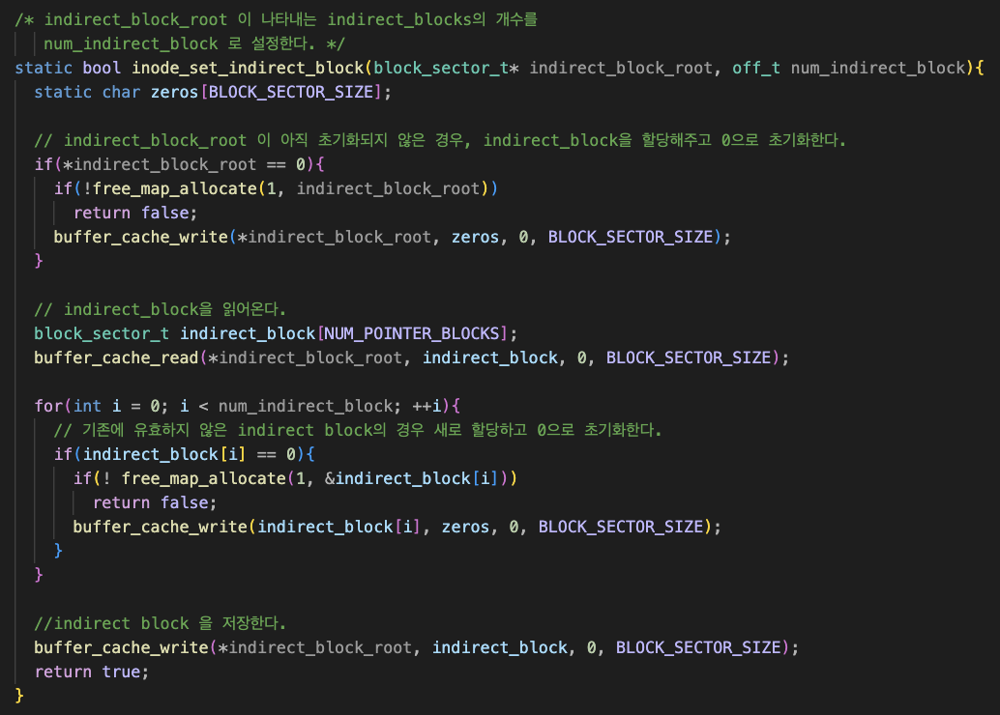 /* indirect_block_root 이 나타내는 indirect_blocks의 개수를
num_indirect_block 로 설정한다. */
static bool inode_set_indirect_block(block_sector_t* indirect_block_root, off_t num_indirect_block){
static char zeros[BLOCK_SECTOR_SIZE];
// indirect_block_root 이 아직 초기화되지 않은 경우, indirect_block을 할당해주고 0으로 초기화한다.
if(*indirect_block_root == 0){
if(!free_map_allocate(1, indirect_block_root))
return false;
buffer_cache_write(*indirect_block_root, zeros, 0, BLOCK_SECTOR_SIZE);
}
// indirect_block을 읽어온다.
block_sector_t indirect_block[NUM_POINTER_BLOCKS];
buffer_cache_read(*indirect_block_root, indirect_block, 0, BLOCK_SECTOR_SIZE);
for(int i = 0; i < num_indirect_block; ++i){
// 기존에 유효하지 않은 indirect block의 경우 새로 할당하고 0으로 초기화한다.
if(indirect_block[i] == 0){
if(! free_map_allocate(1, &indirect_block[i]))
return false;
buffer_cache_write(indirect_block[i], zeros, 0, BLOCK_SECTOR_SIZE);
}
}
//indirect block 을 저장한다.
buffer_cache_write(*indirect_block_root, indirect_block, 0, BLOCK_SECTOR_SIZE);
return true;
}